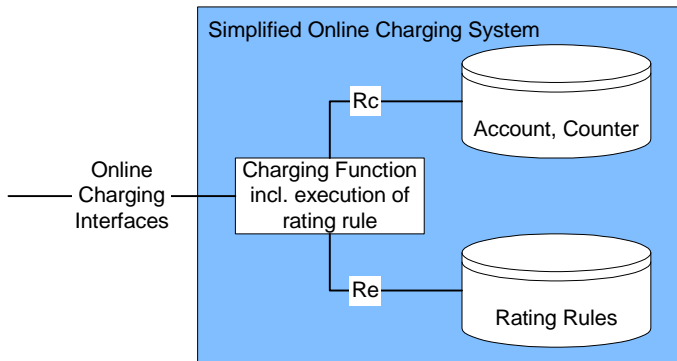 Simplified Online Charging System
Rc
Account, Counter
Online
Charging
Interfaces
Charging Function
incl. execution of
rating rule
Re
Rating Rules